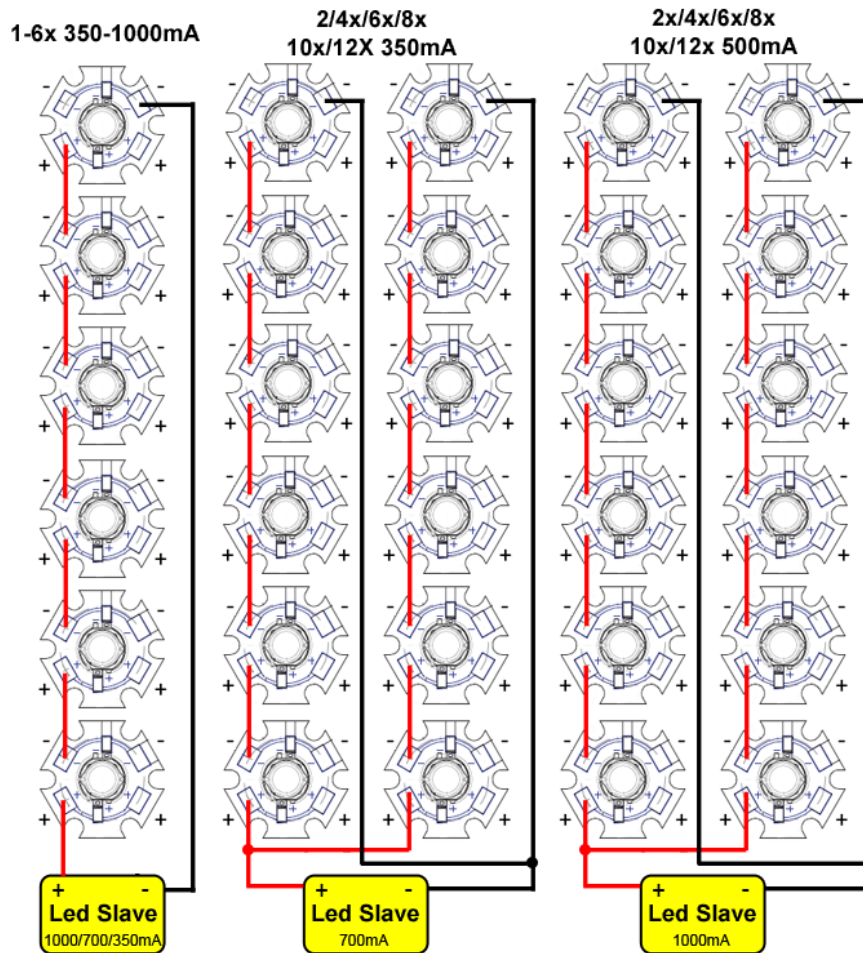 1-6x 350-1000mA
2/4x/6x/8x
10x/12X 350mA
2x/4x/6x/8x
10x/12x 500mA
+ -
Led Slave
1000/700/350mA
+ -
Led Slave
700mA
+ -
Led Slave
1000mA